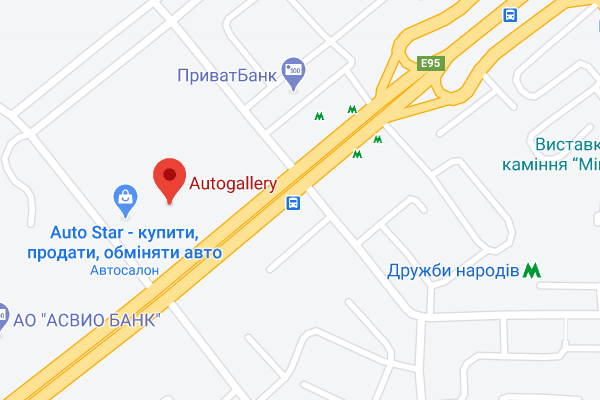 E95
ПриватБанк
Виставк
каміння “Мі
Autogallery
Auto Star - купити,
продати, обміняти авто
Автосалон
Дружби народів
АО "АСВИО БАНК"